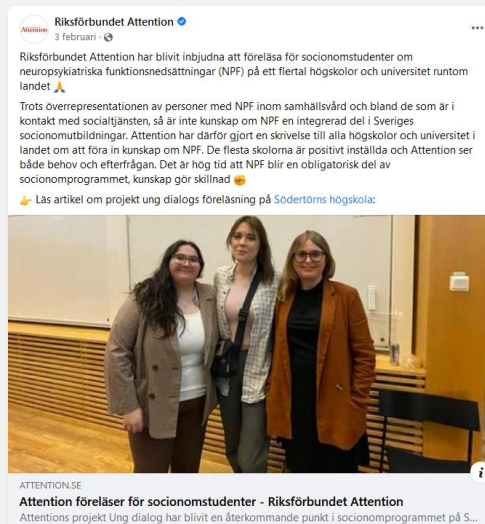 Attention
Riksförbundet Attention
3 februari ·
Riksförbundet Attention har blivit inbjudna att föreläsa för socionomstudenter om
neuropsykiatriska funktionsnedsättningar (NPF) på ett flertal högskolor och universitet runtom
landet 🙏
Trots överrepresentationen av personer med NPF inom samhällsvård och bland de som är i
kontakt med socialtjänsten, så är inte kunskap om NPF en integrerad del i Sveriges
socionomutbildningar. Attention har därför gjort en skrivelse till alla högskolor och universitet i
landet om att föra in kunskap om NPF. De flesta skolorna är positivt inställda och Attention ser
både behov och efterfrågan. Det är hög tid att NPF blir en obligatorisk del av
socionomprogrammet, kunskap gör skillnad ✊
👉 Läs artikel om projekt ung dialogs föreläsning på Södertörns högskola:
i
ATTENTION.SE
Attention föreläser för socionomstudenter - Riksförbundet Attention
Attentions projekt Ung dialog har blivit en återkommande punkt i socionomprogrammet på S...